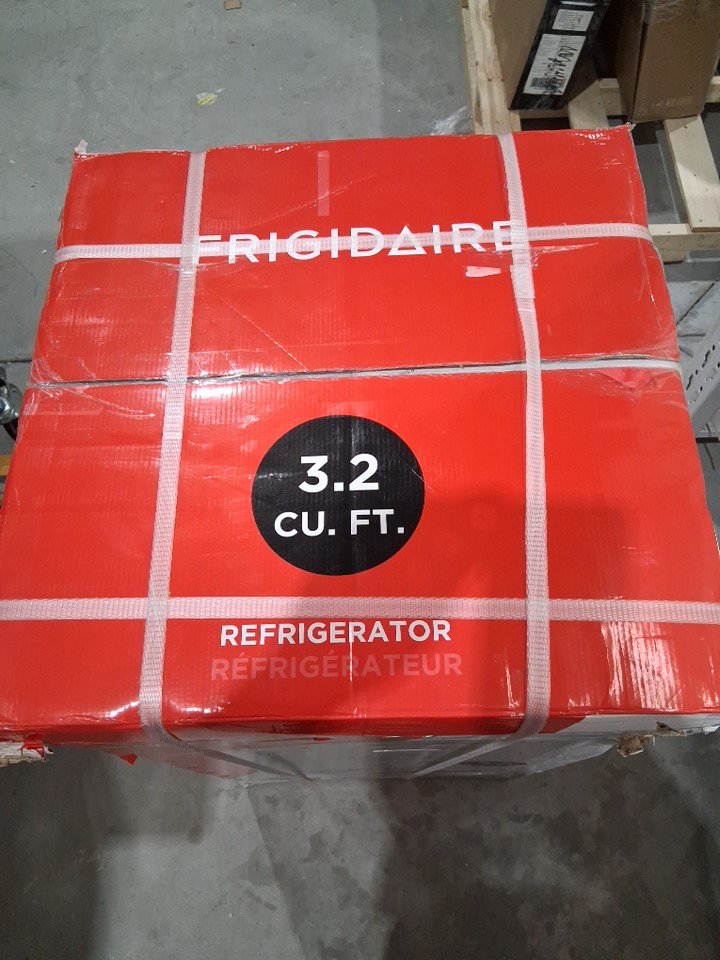 FRIGIDAIRE
3.2
CU. FT.
REFRIGERATOR
RÉFRIGÉRATEUR